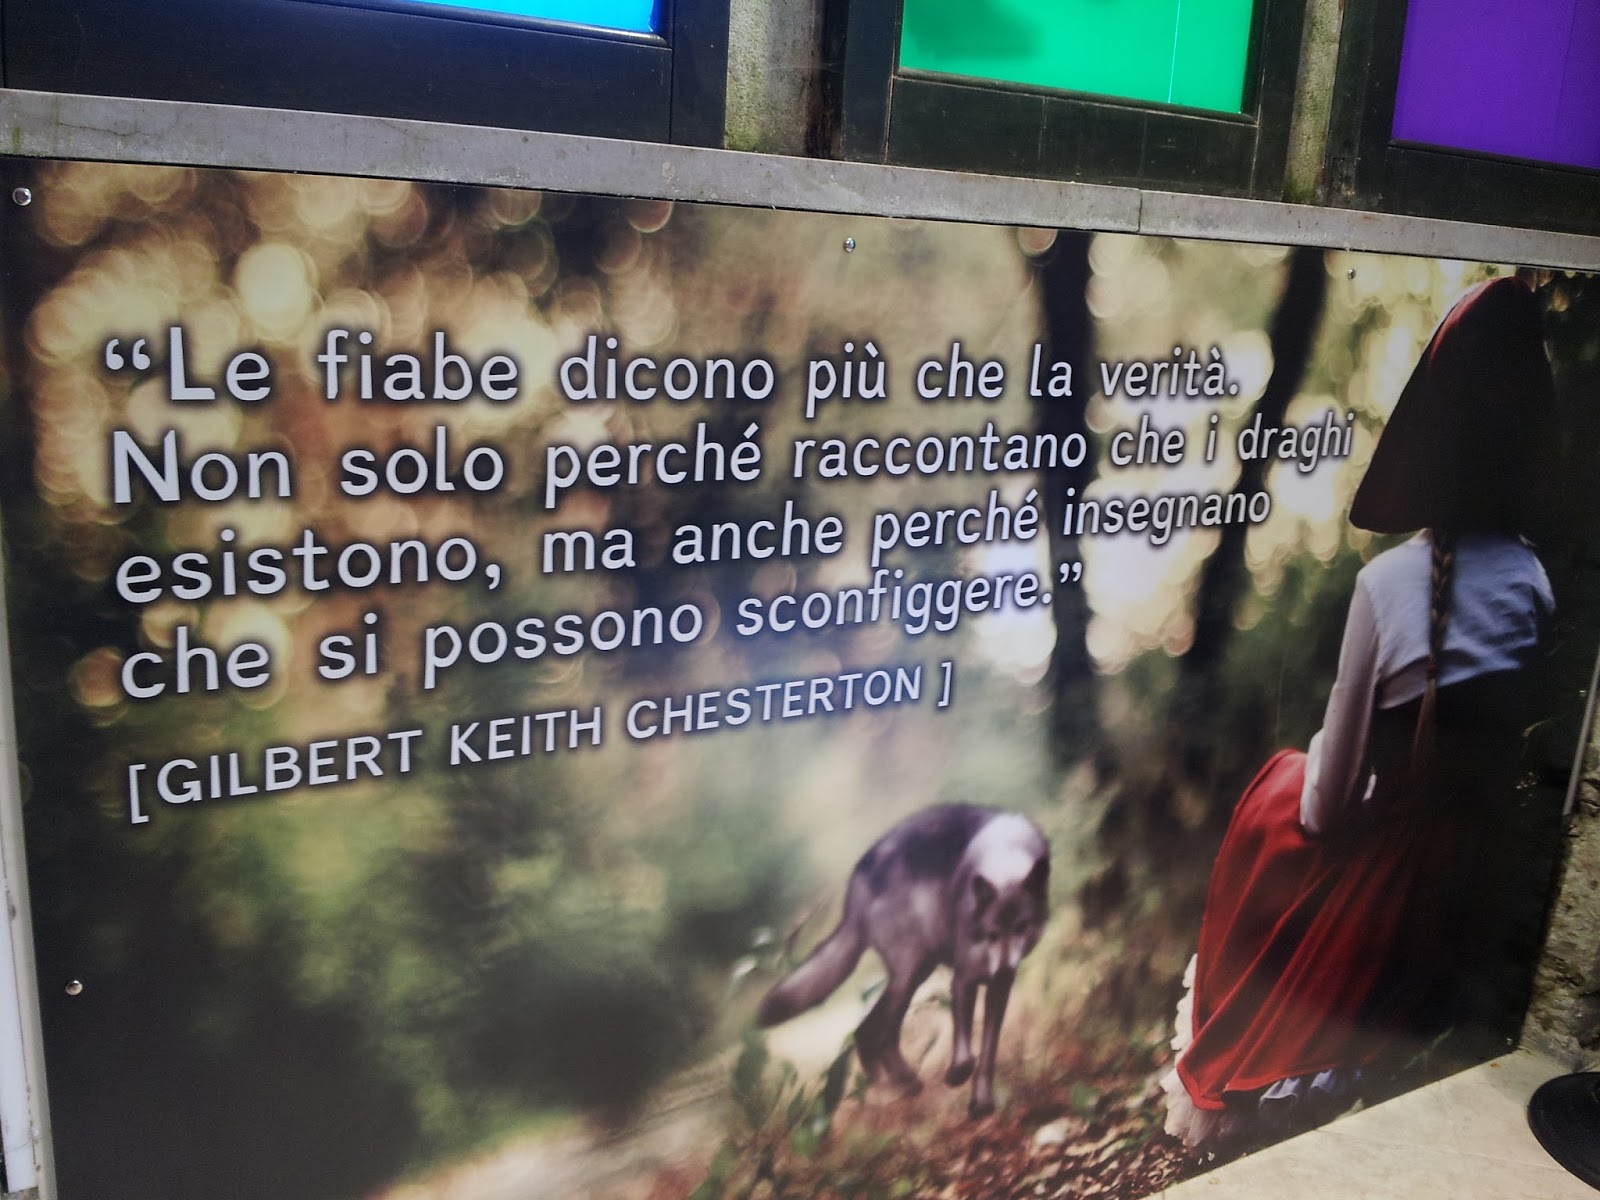 “Le fiabe dicono più che la verità.
Non solo perché raccontano che i draghi
esistono, ma anche perché insegnano
che si possono sconfiggere.”
[GILBERT KEITH CHESTERTON ]